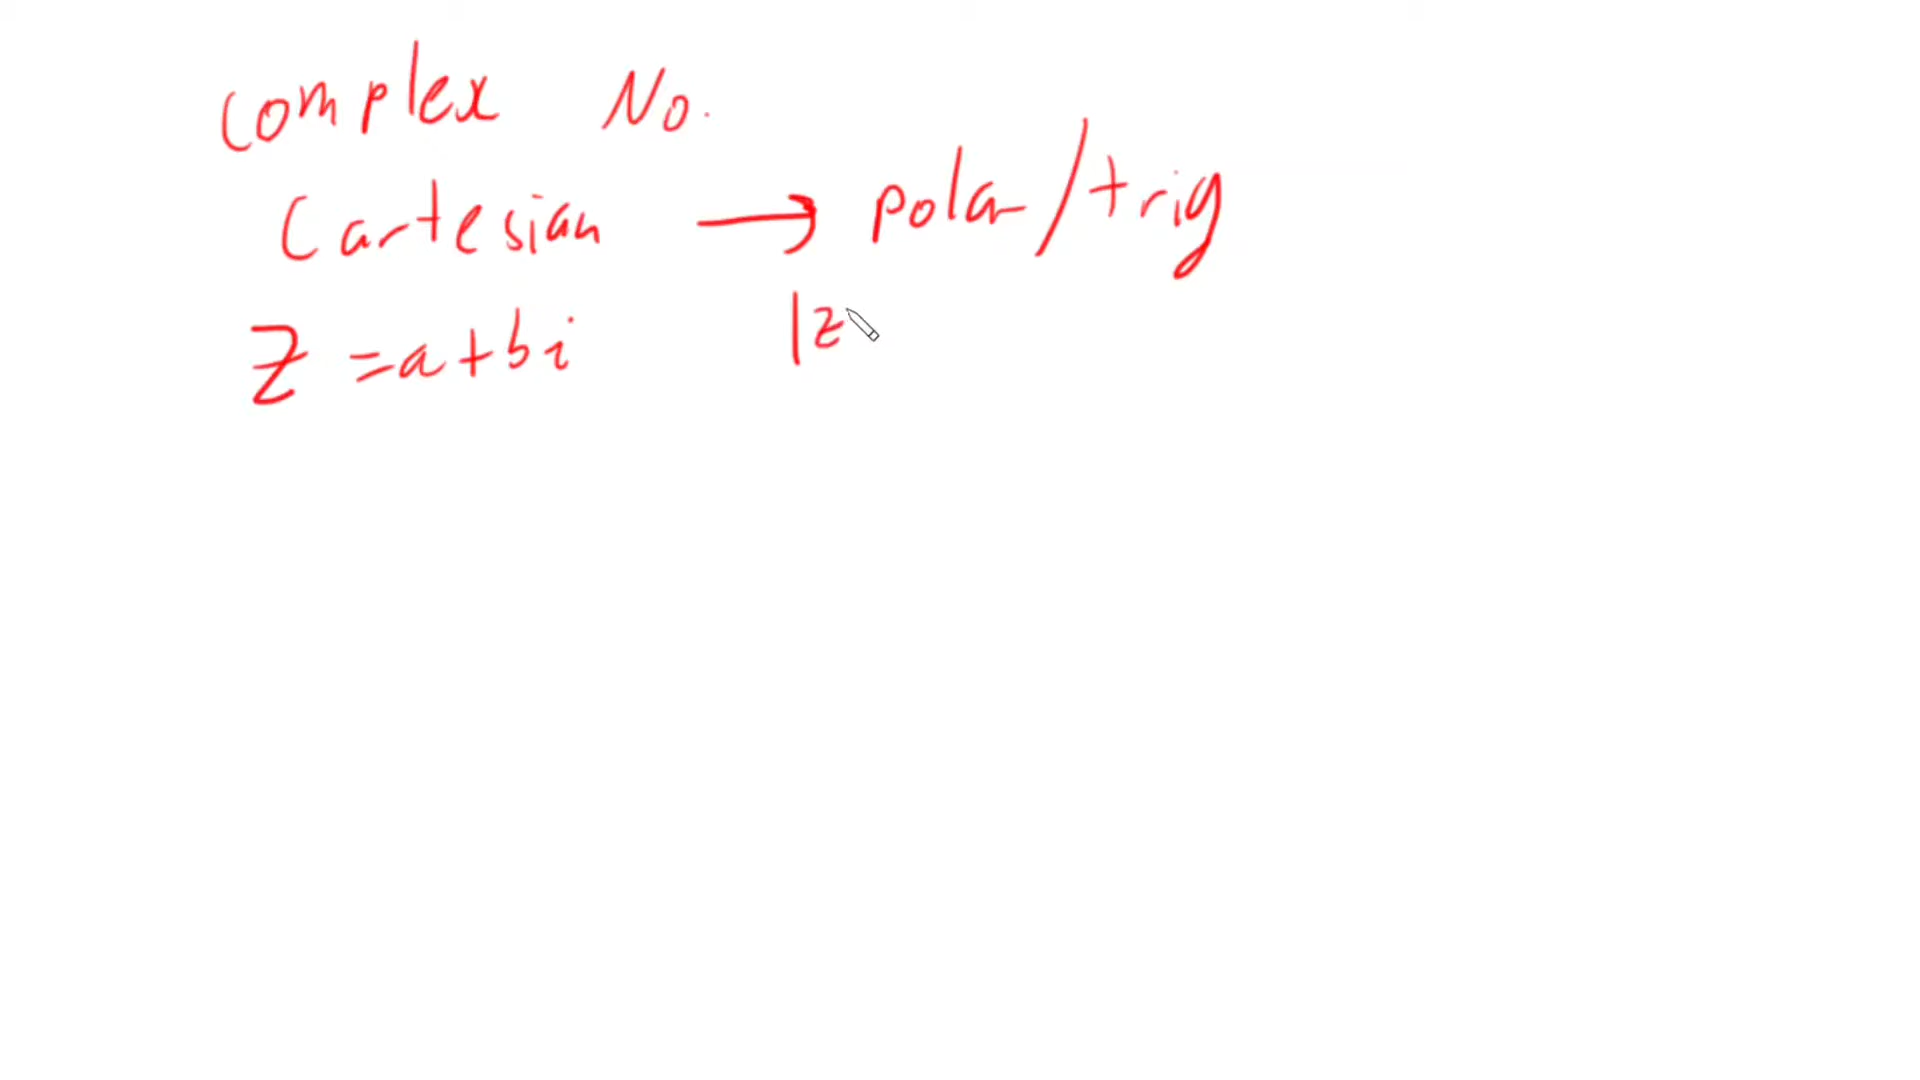 Complex No.
Cartesian → polar/trig
Z = a + bi |z